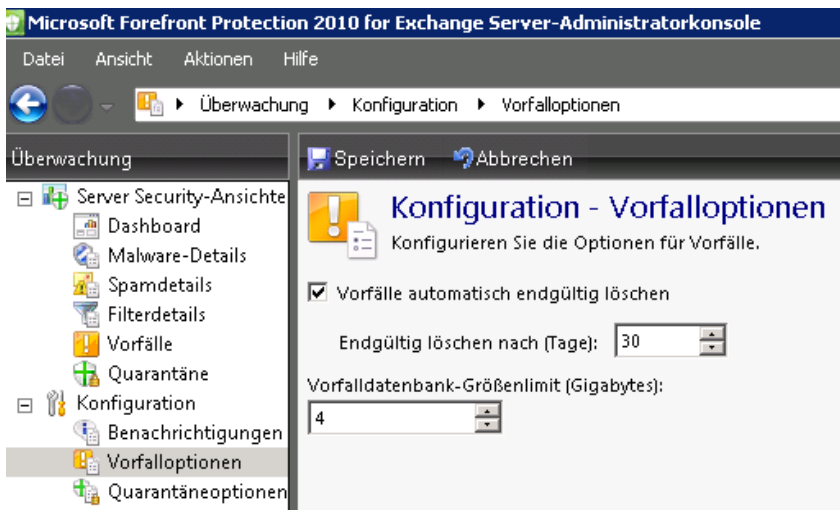 Microsoft Forefront Protection 2010 for Exchange Server-Administratorkonsole
Datei Ansicht Aktionen Hilfe
Überwachung Konfiguration Vorfalloptionen
Überwachung
Speichern Abbrechen
Server Security-Ansichte
Dashboard
Malware-Details
Spamdetails
Filterdetails
Vorfälle
Quarantäne
Konfiguration
Benachrichtigungen
Vorfalloptionen
Quarantäneoptionen
Konfiguration - Vorfalloptionen
Konfigurieren Sie die Optionen für Vorfälle.
Vorfälle automatisch endgültig löschen
Endgültig löschen nach (Tage): 30
Vorfalldatenbank-Größenlimit (Gigabytes):
4